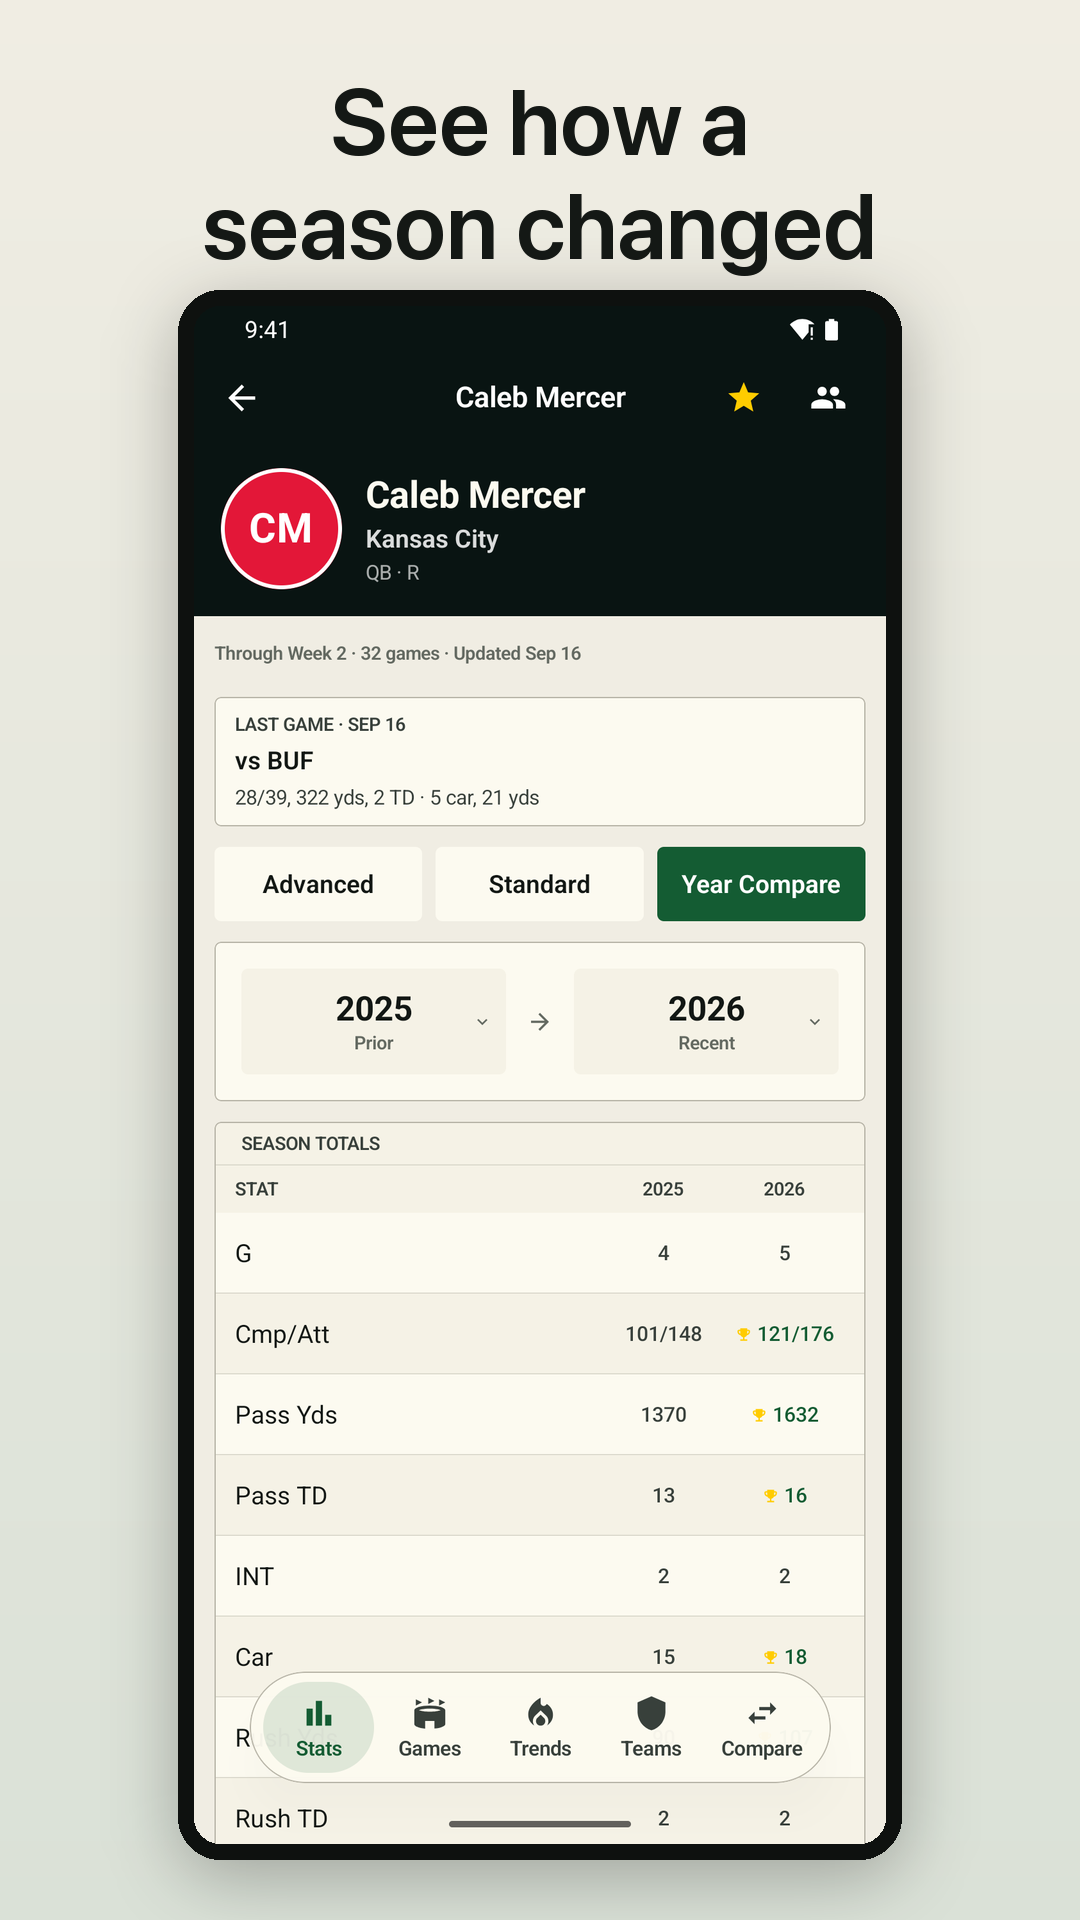 See how a
season changed
9:41
Caleb Mercer
CM
Caleb Mercer
Kansas City
QB · R
Through Week 2 · 32 games · Updated Sep 16
LAST GAME · SEP 16
vs BUF
28/39, 322 yds, 2 TD · 5 car, 21 yds
Advanced Standard Year Compare
2025 2026
Prior Recent
SEASON TOTALS
STAT 2025 2026
G 4 5
Cmp/Att 101/148 121/176
Pass Yds 1370 1632
Pass TD 13 16
INT 2 2
Car 15 18
Rush Yds
Stats Games Trends Teams Compare
Rush TD 2 2